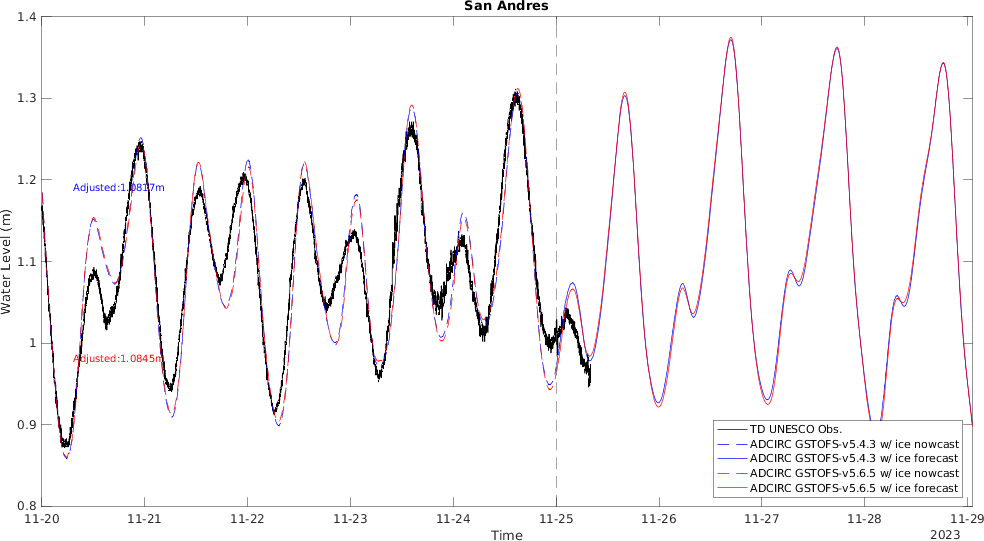 San Andres
1.4
1.3
1.2
1.1
1
0.9
0.8
Water Level (m)
Adjusted:1.0817m
Adjusted:1.0845m
TD UNESCO Obs.
ADCIRC GSTOFS-v5.4.3 w/ ice nowcast
ADCIRC GSTOFS-v5.4.3 w/ ice forecast
ADCIRC GSTOFS-v5.6.5 w/ ice nowcast
ADCIRC GSTOFS-v5.6.5 w/ ice forecast
11-20 11-21 11-22 11-23 11-24 11-25 11-26 11-27 11-28 11-29
Time
2023